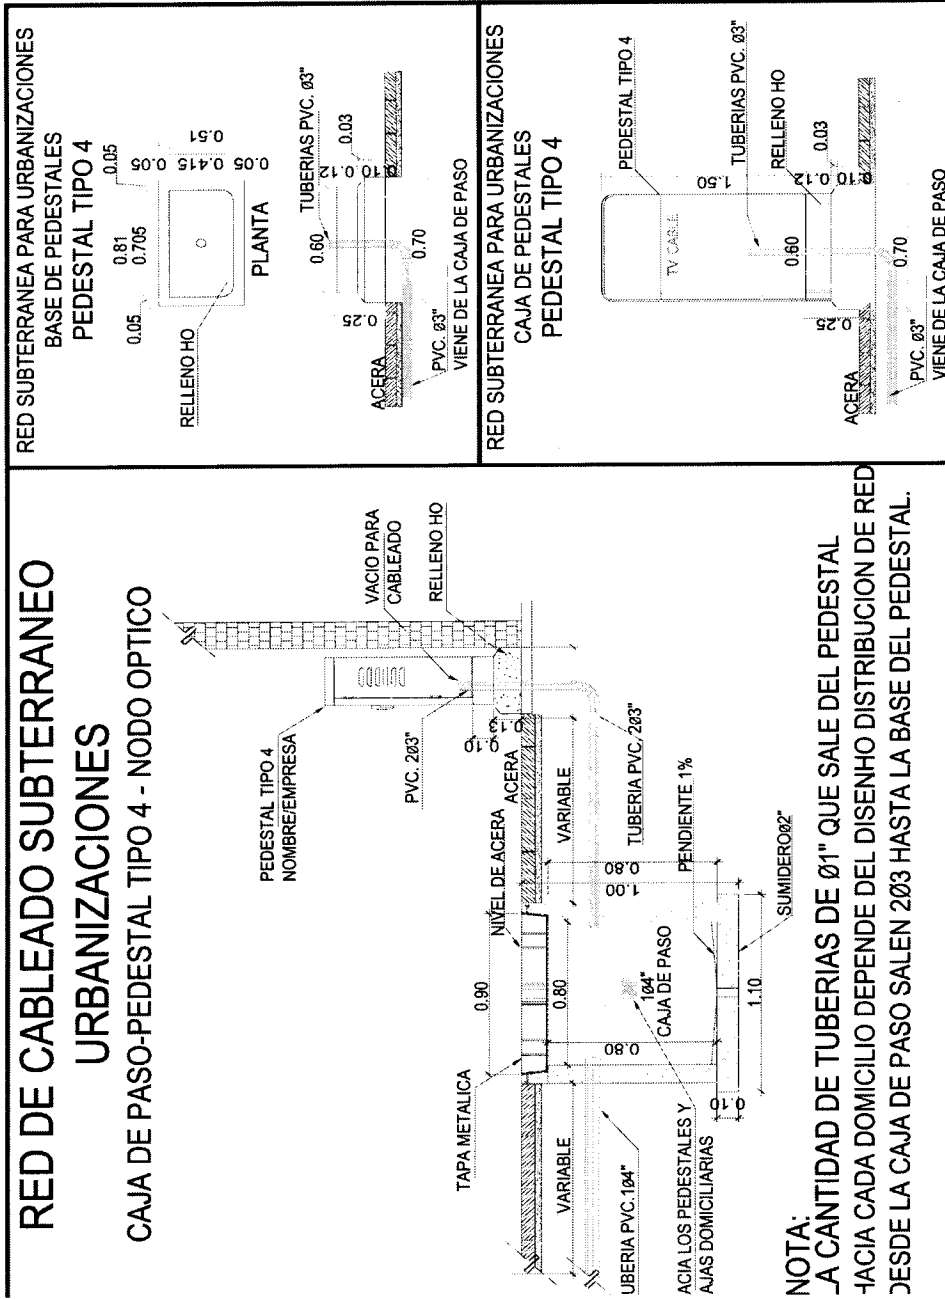 RED DE CABLEADO SUBTERRANEO
URBANIZACIONES
CAJA DE PASO-PEDESTAL TIPO 4 - NODO OPTICO
PEDESTAL TIPO 4
NOMBRE/EMPRESA
VACIO PARA
CABLEADO
RELLENO HO
PVC. 2Ø3"
0.10
0.13
ACERA
NIVEL DE ACERA
TAPA METALICA
0.90
0.80
VARIABLE
VARIABLE
TUBERIA PVC. 2Ø3"
0.80
1.00
0.80
PENDIENTE 1%
1Ø4"
CAJA DE PASO
0.10
1.10
SUMIDEROØ2"
UBERIA PVC.1Ø4"
ACIA LOS PEDESTALES Y
AJAS DOMICILIARIAS
NOTA:
LA CANTIDAD DE TUBERIAS DE Ø1" QUE SALE DEL PEDESTAL
HACIA CADA DOMICILIO DEPENDE DEL DISENHO DISTRIBUCION DE RED
DESDE LA CAJA DE PASO SALEN 2Ø3 HASTA LA BASE DEL PEDESTAL.
RED SUBTERRANEA PARA URBANIZACIONES
BASE DE PEDESTALES
PEDESTAL TIPO 4
0.05
0.81
0.705
0.05
0.05
0.415
0.51
0.05
RELLENO HO
PLANTA
TUBERIAS PVC. Ø3"
0.60
0.03
0.10
0.12
0.25
0.70
ACERA
PVC. Ø3"
VIENE DE LA CAJA DE PASO
RED SUBTERRANEA PARA URBANIZACIONES
CAJA DE PEDESTALES
PEDESTAL TIPO 4
PEDESTAL TIPO 4
TV CABLE
1.50
TUBERIAS PVC. Ø3"
RELLENO HO
0.60
0.03
0.10
0.12
0.25
0.70
ACERA
PVC. Ø3"
VIENE DE LA CAJA DE PASO